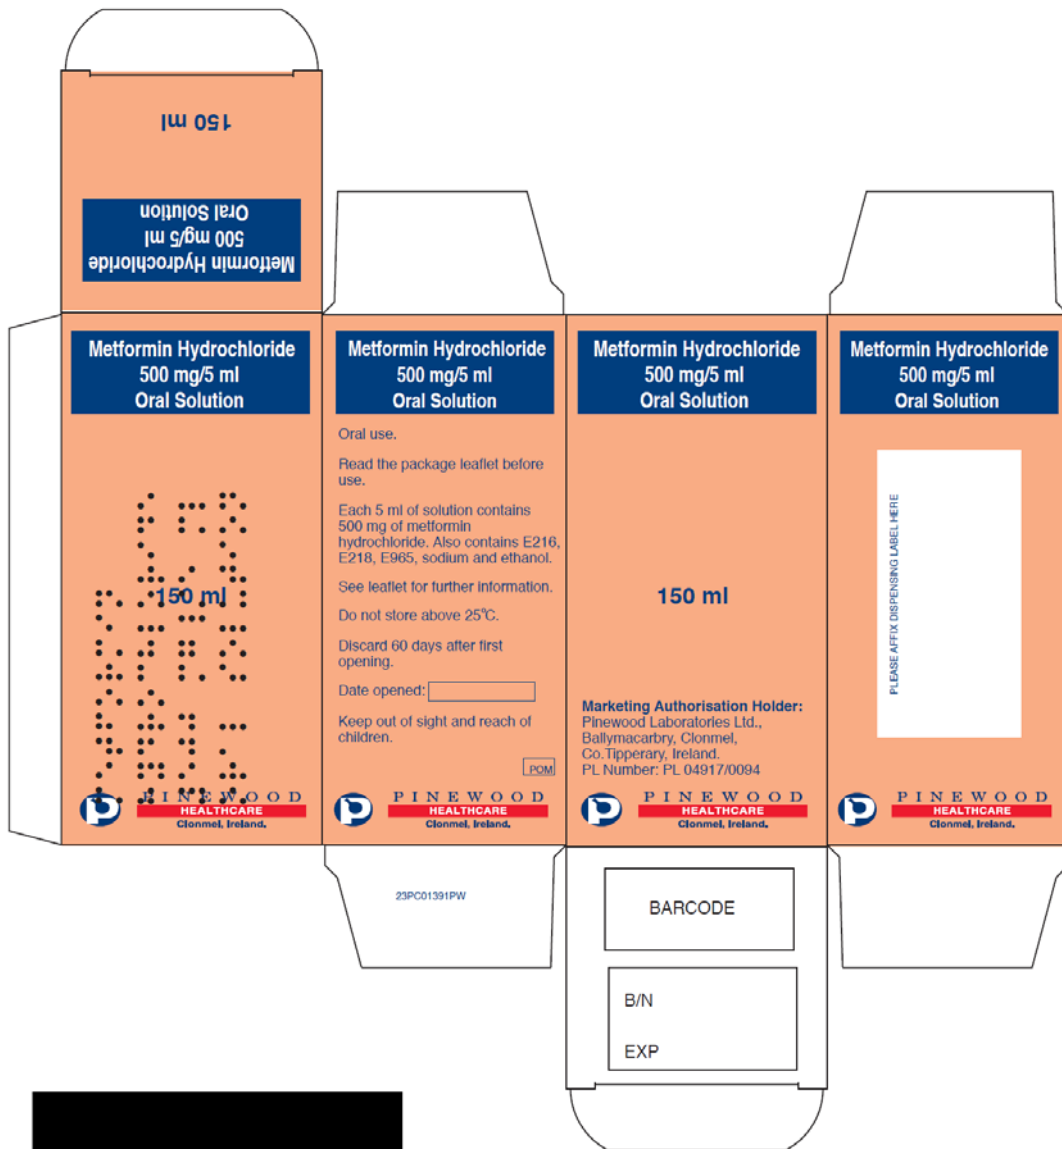 150 ml
Metformin Hydrochloride
500 mg/5 ml
Oral Solution
Metformin Hydrochloride
500 mg/5 ml
Oral Solution
150 ml
PINEWOOD
HEALTHCARE
Clonmel, Ireland.
Metformin Hydrochloride
500 mg/5 ml
Oral Solution
Oral use.
Read the package leaflet before
use.
Each 5 ml of solution contains
500 mg of metformin
hydrochloride. Also contains E216,
E218, E965, sodium and ethanol.
See leaflet for further information.
Do not store above 25°C.
Discard 60 days after first
opening.
Date opened:
Keep out of sight and reach of
children.
POM
PINEWOOD
HEALTHCARE
Clonmel, Ireland.
23PC01391PW
Metformin Hydrochloride
500 mg/5 ml
Oral Solution
150 ml
Marketing Authorisation Holder:
Pinewood Laboratories Ltd.,
Ballymacarbry, Clonmel,
Co.Tipperary, Ireland.
PL Number: PL 04917/0094
PINEWOOD
HEALTHCARE
Clonmel, Ireland.
BARCODE
B/N
EXP
Metformin Hydrochloride
500 mg/5 ml
Oral Solution
PLEASE AFFIX DISPENSING LABEL HERE
PINEWOOD
HEALTHCARE
Clonmel, Ireland.